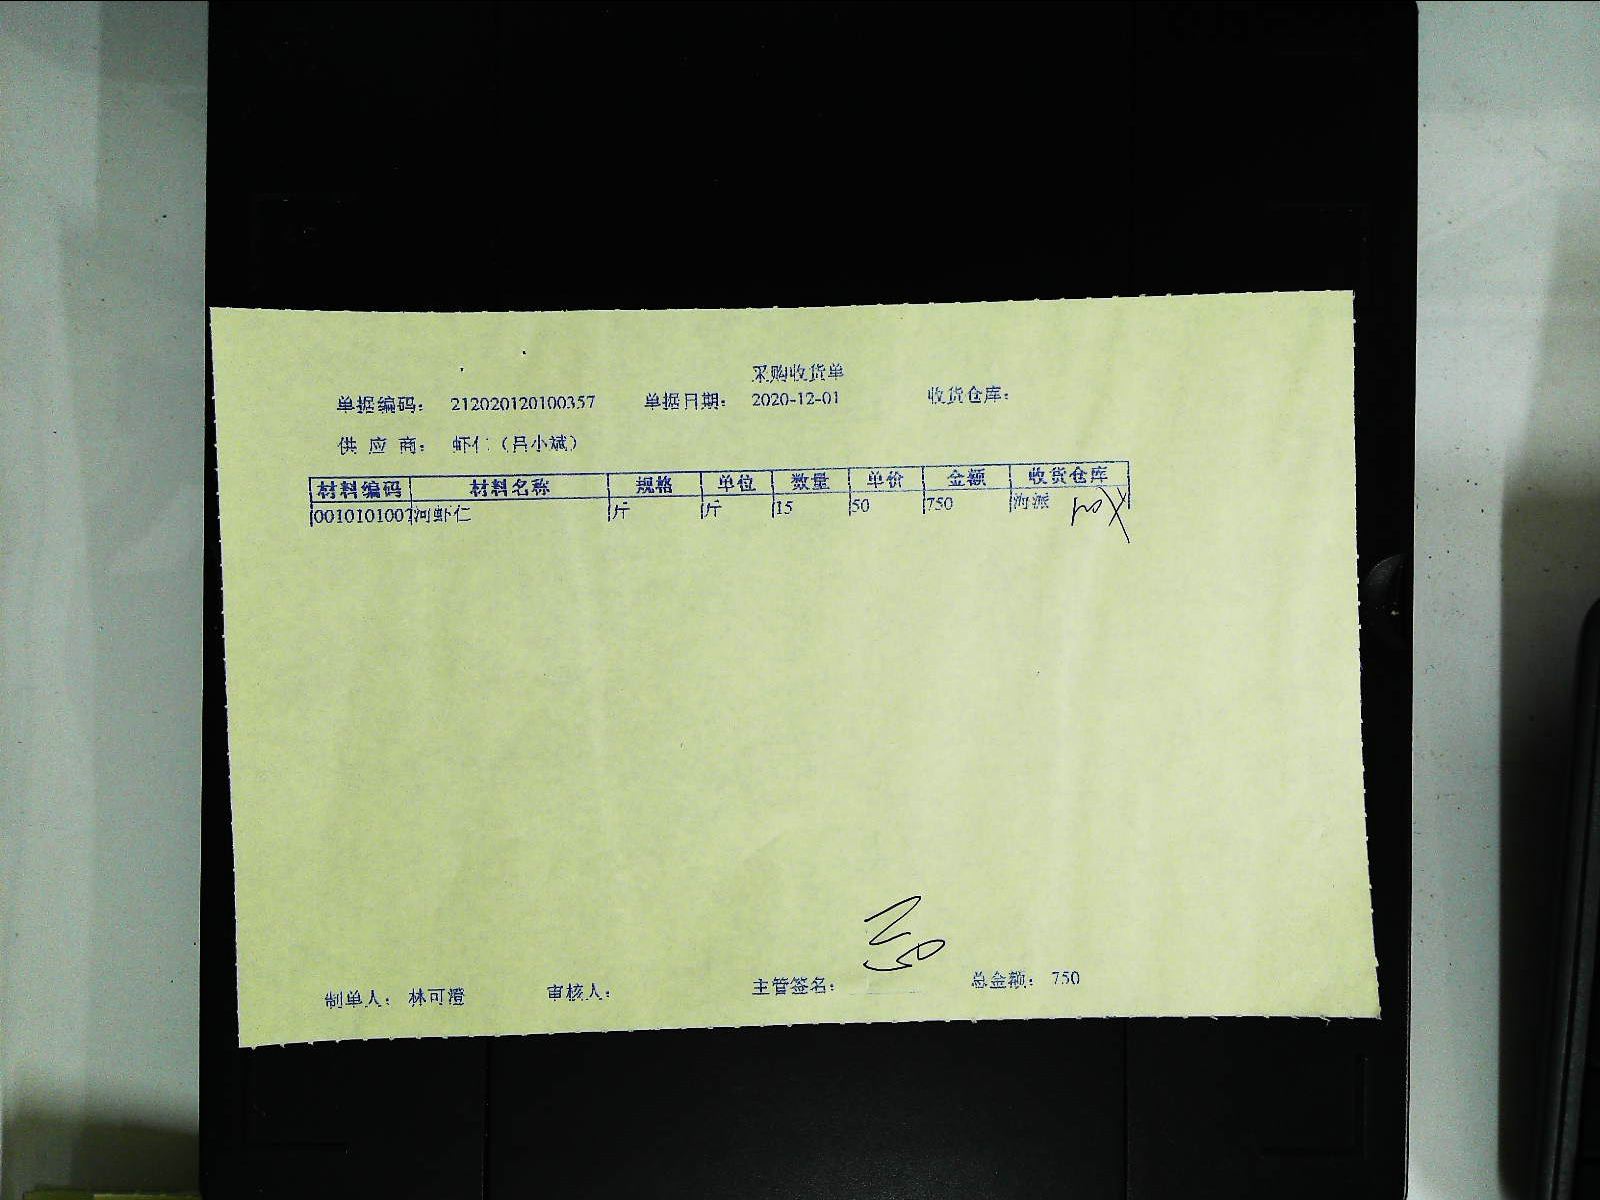 采购收货单
单据编码： 212020120100357 单据日期： 2020-12-01 收货仓库：
供 应 商： 虾仁（吕小斌）
材料编码 材料名称 规格 单位 数量 单价 金额 收货仓库
0010101007 河虾仁 斤 斤 15 50 750 海派
制单人： 林可澄 审核人： 主管签名： 总金额： 750